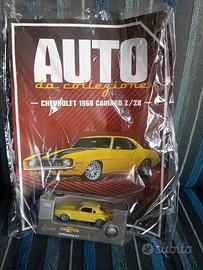 AUTO
da collezione
CHEVROLET 1968 CAMARO Z/28
CHEVROLET
subito